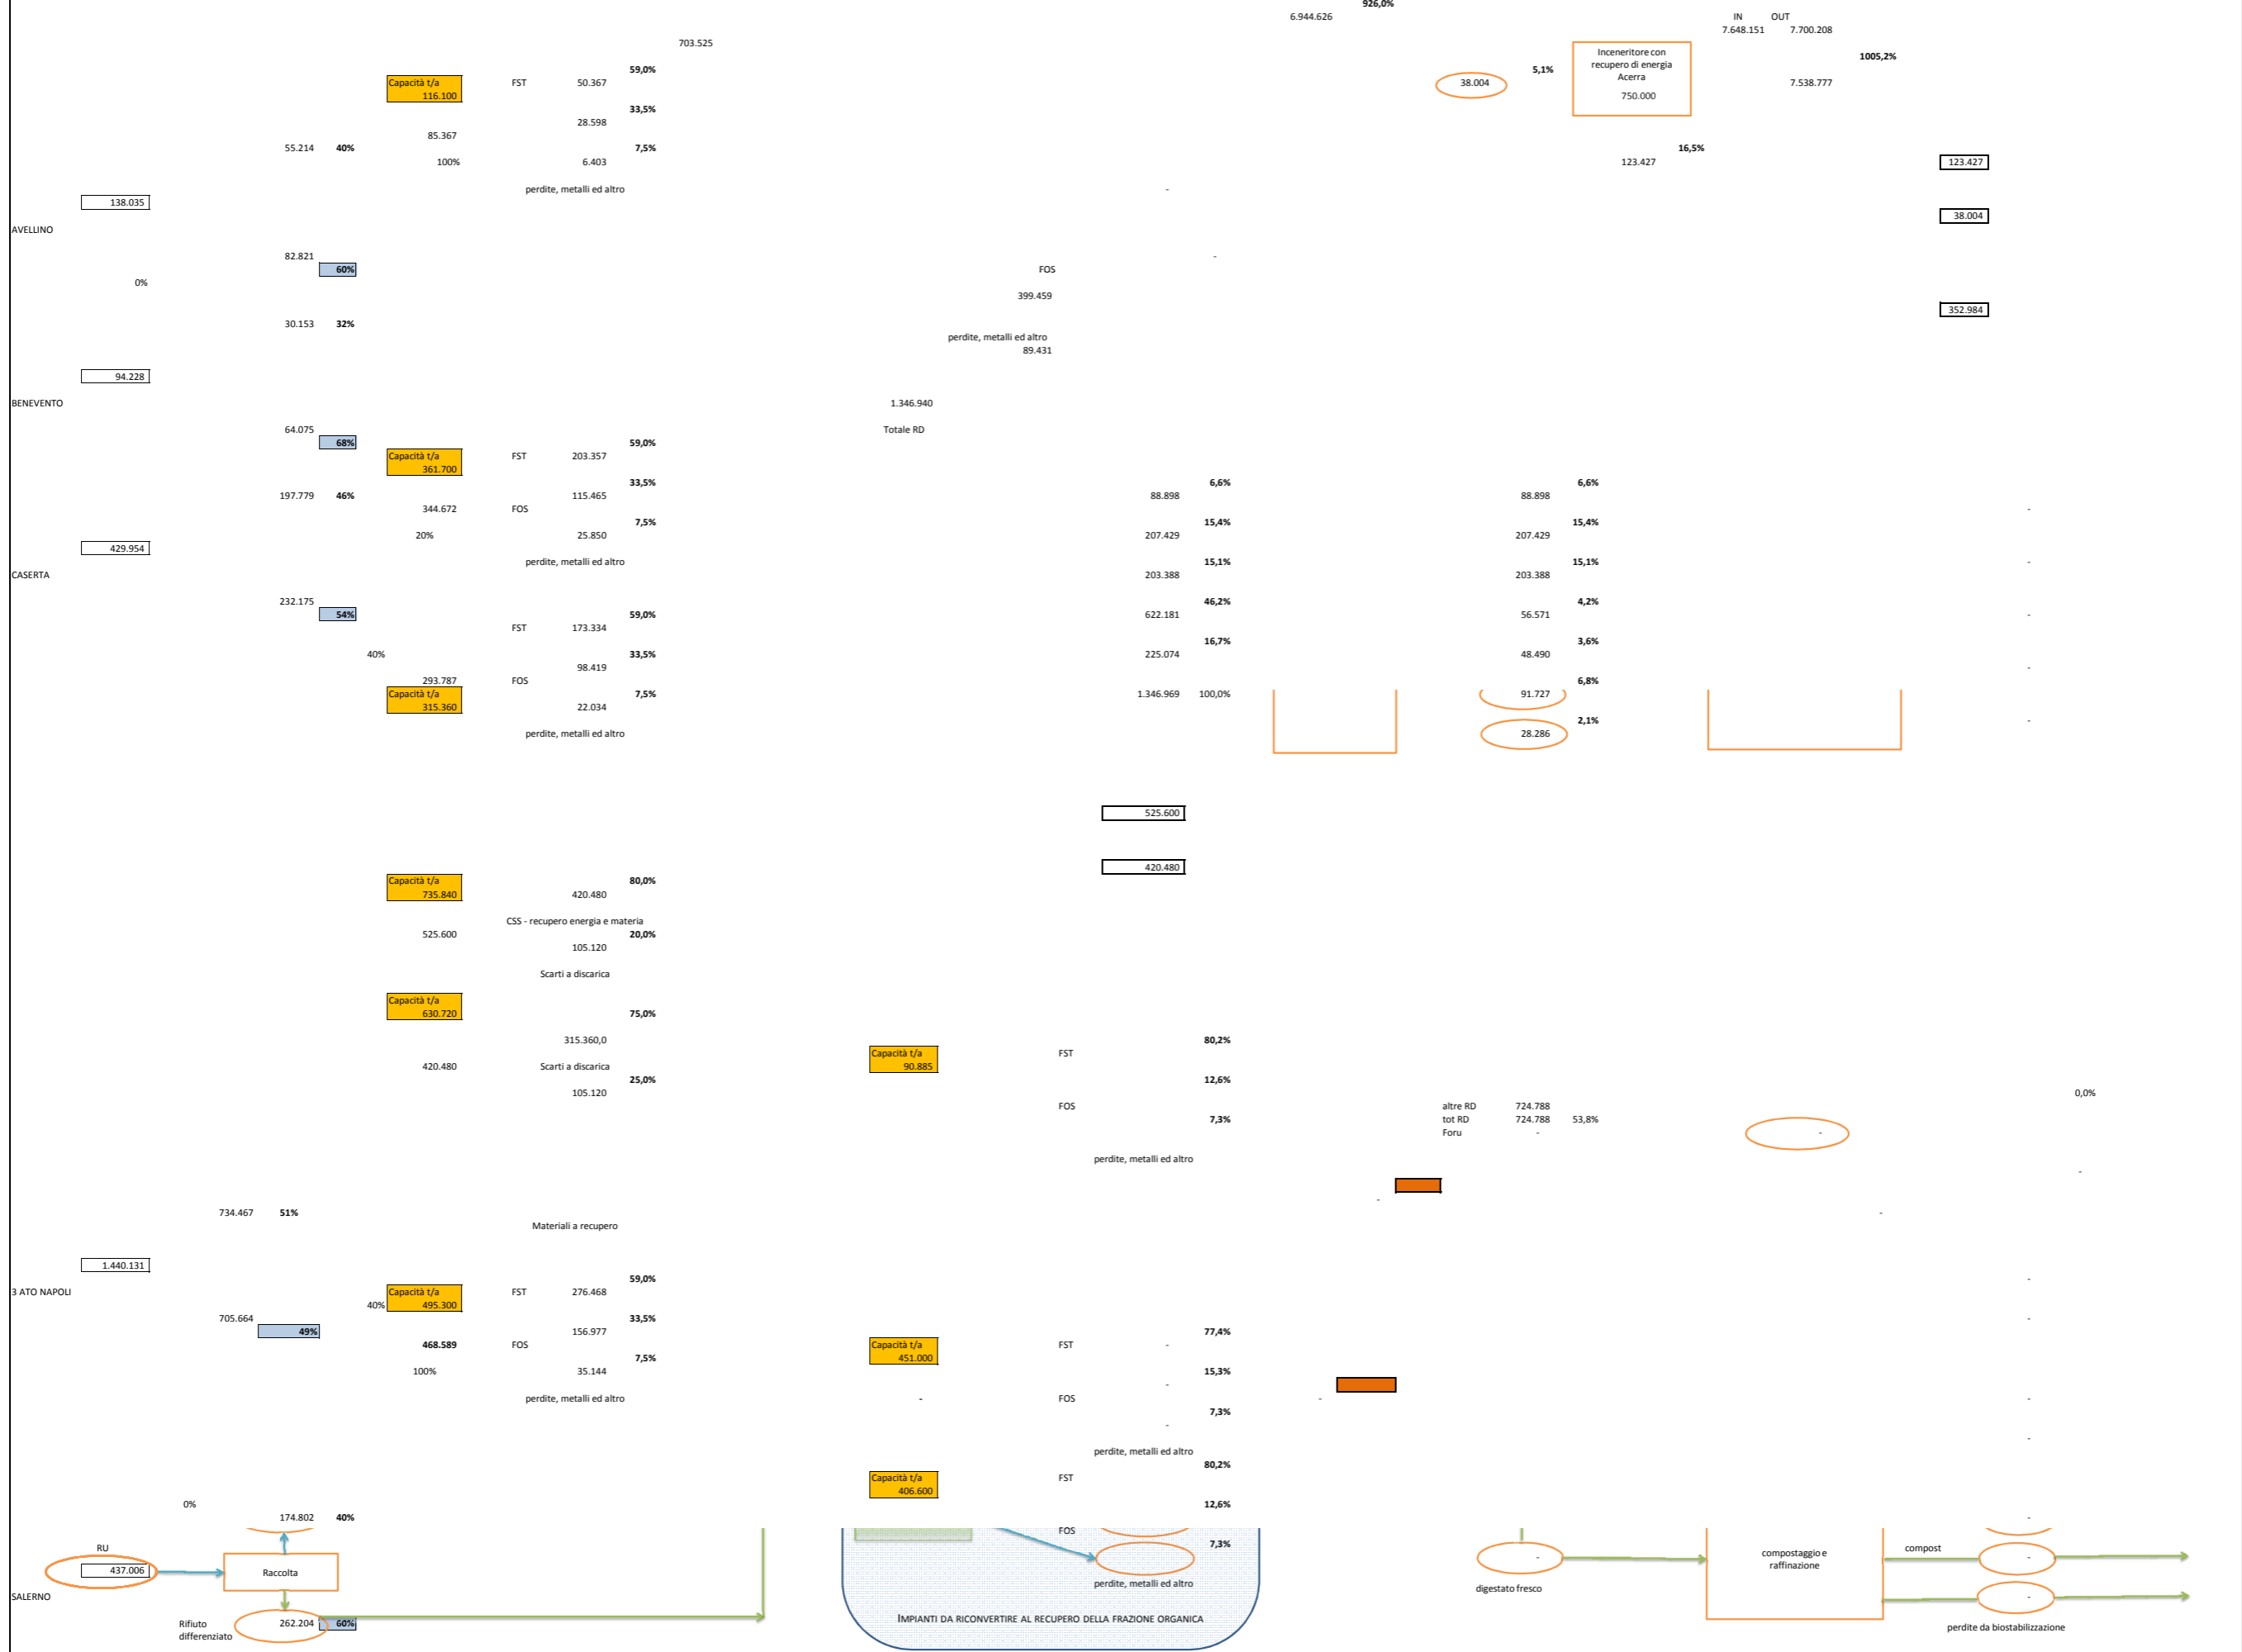 926,0%
6.944.626
IN OUT
7.648.151 7.700.208
703.525
Inceneritore con
recupero di energia
Acerra
750.000
1005,2%
59,0%
5,1%
Capacità t/a
116.100
FST 50.367
38.004
7.538.777
33,5%
28.598
85.367
55.214 40%
7,5%
16,5%
100% 6.403
123.427
123.427
perdite, metalli ed altro
-
138.035
38.004
AVELLINO
82.821
-
60%
FOS
0%
399.459
352.984
30.153 32%
perdite, metalli ed altro
89.431
94.228
BENEVENTO
1.346.940
64.075
Totale RD
68%
59,0%
Capacità t/a
361.700
FST 203.357
33,5%
6,6%
6,6%
197.779 46%
115.465
88.898
88.898
344.672 FOS
-
7,5%
15,4%
15,4%
20% 25.850
207.429
207.429
429.954
perdite, metalli ed altro
15,1%
15,1%
-
CASERTA
203.388
203.388
232.175
46,2%
4,2%
54%
59,0%
622.181
56.571
-
FST 173.334
16,7%
3,6%
40%
33,5%
225.074
48.490
98.419
-
293.787 FOS
6,8%
Capacità t/a
315.360
7,5%
1.346.969 100,0%
91.727
22.034
2,1%
-
perdite, metalli ed altro
28.286
525.600
420.480
Capacità t/a
735.840
80,0%
420.480
CSS - recupero energia e materia
525.600
20,0%
105.120
Scarti a discarica
Capacità t/a
630.720
75,0%
315.360,0
80,2%
Capacità t/a
90.885
FST
420.480
Scarti a discarica
25,0%
12,6%
105.120
0,0%
FOS
altre RD 724.788
7,3%
tot RD 724.788 53,8%
Foru -
-
perdite, metalli ed altro
-
-
734.467 51%
-
Materiali a recupero
1.440.131
59,0%
-
3 ATO NAPOLI
Capacità t/a
495.300
FST 276.468
40%
705.664
33,5%
-
49%
156.977
77,4%
468.589 FOS
Capacità t/a
451.000
FST -
7,5%
100% 35.144
15,3%
-
perdite, metalli ed altro
- FOS
-
-
7,3%
-
-
perdite, metalli ed altro
80,2%
Capacità t/a
406.600
FST
0%
12,6%
174.802 40%
-
FOS
RU
7,3%
437.006
Raccolta
-
compostaggio e
raffinazione
compost
-
perdite, metalli ed altro
digestato fresco
SALERNO
-
Rifiuto
differenziato
262.204 60%
IMPIANTI DA RICONVERTIRE AL RECUPERO DELLA FRAZIONE ORGANICA
perdite da biostabilizzazione